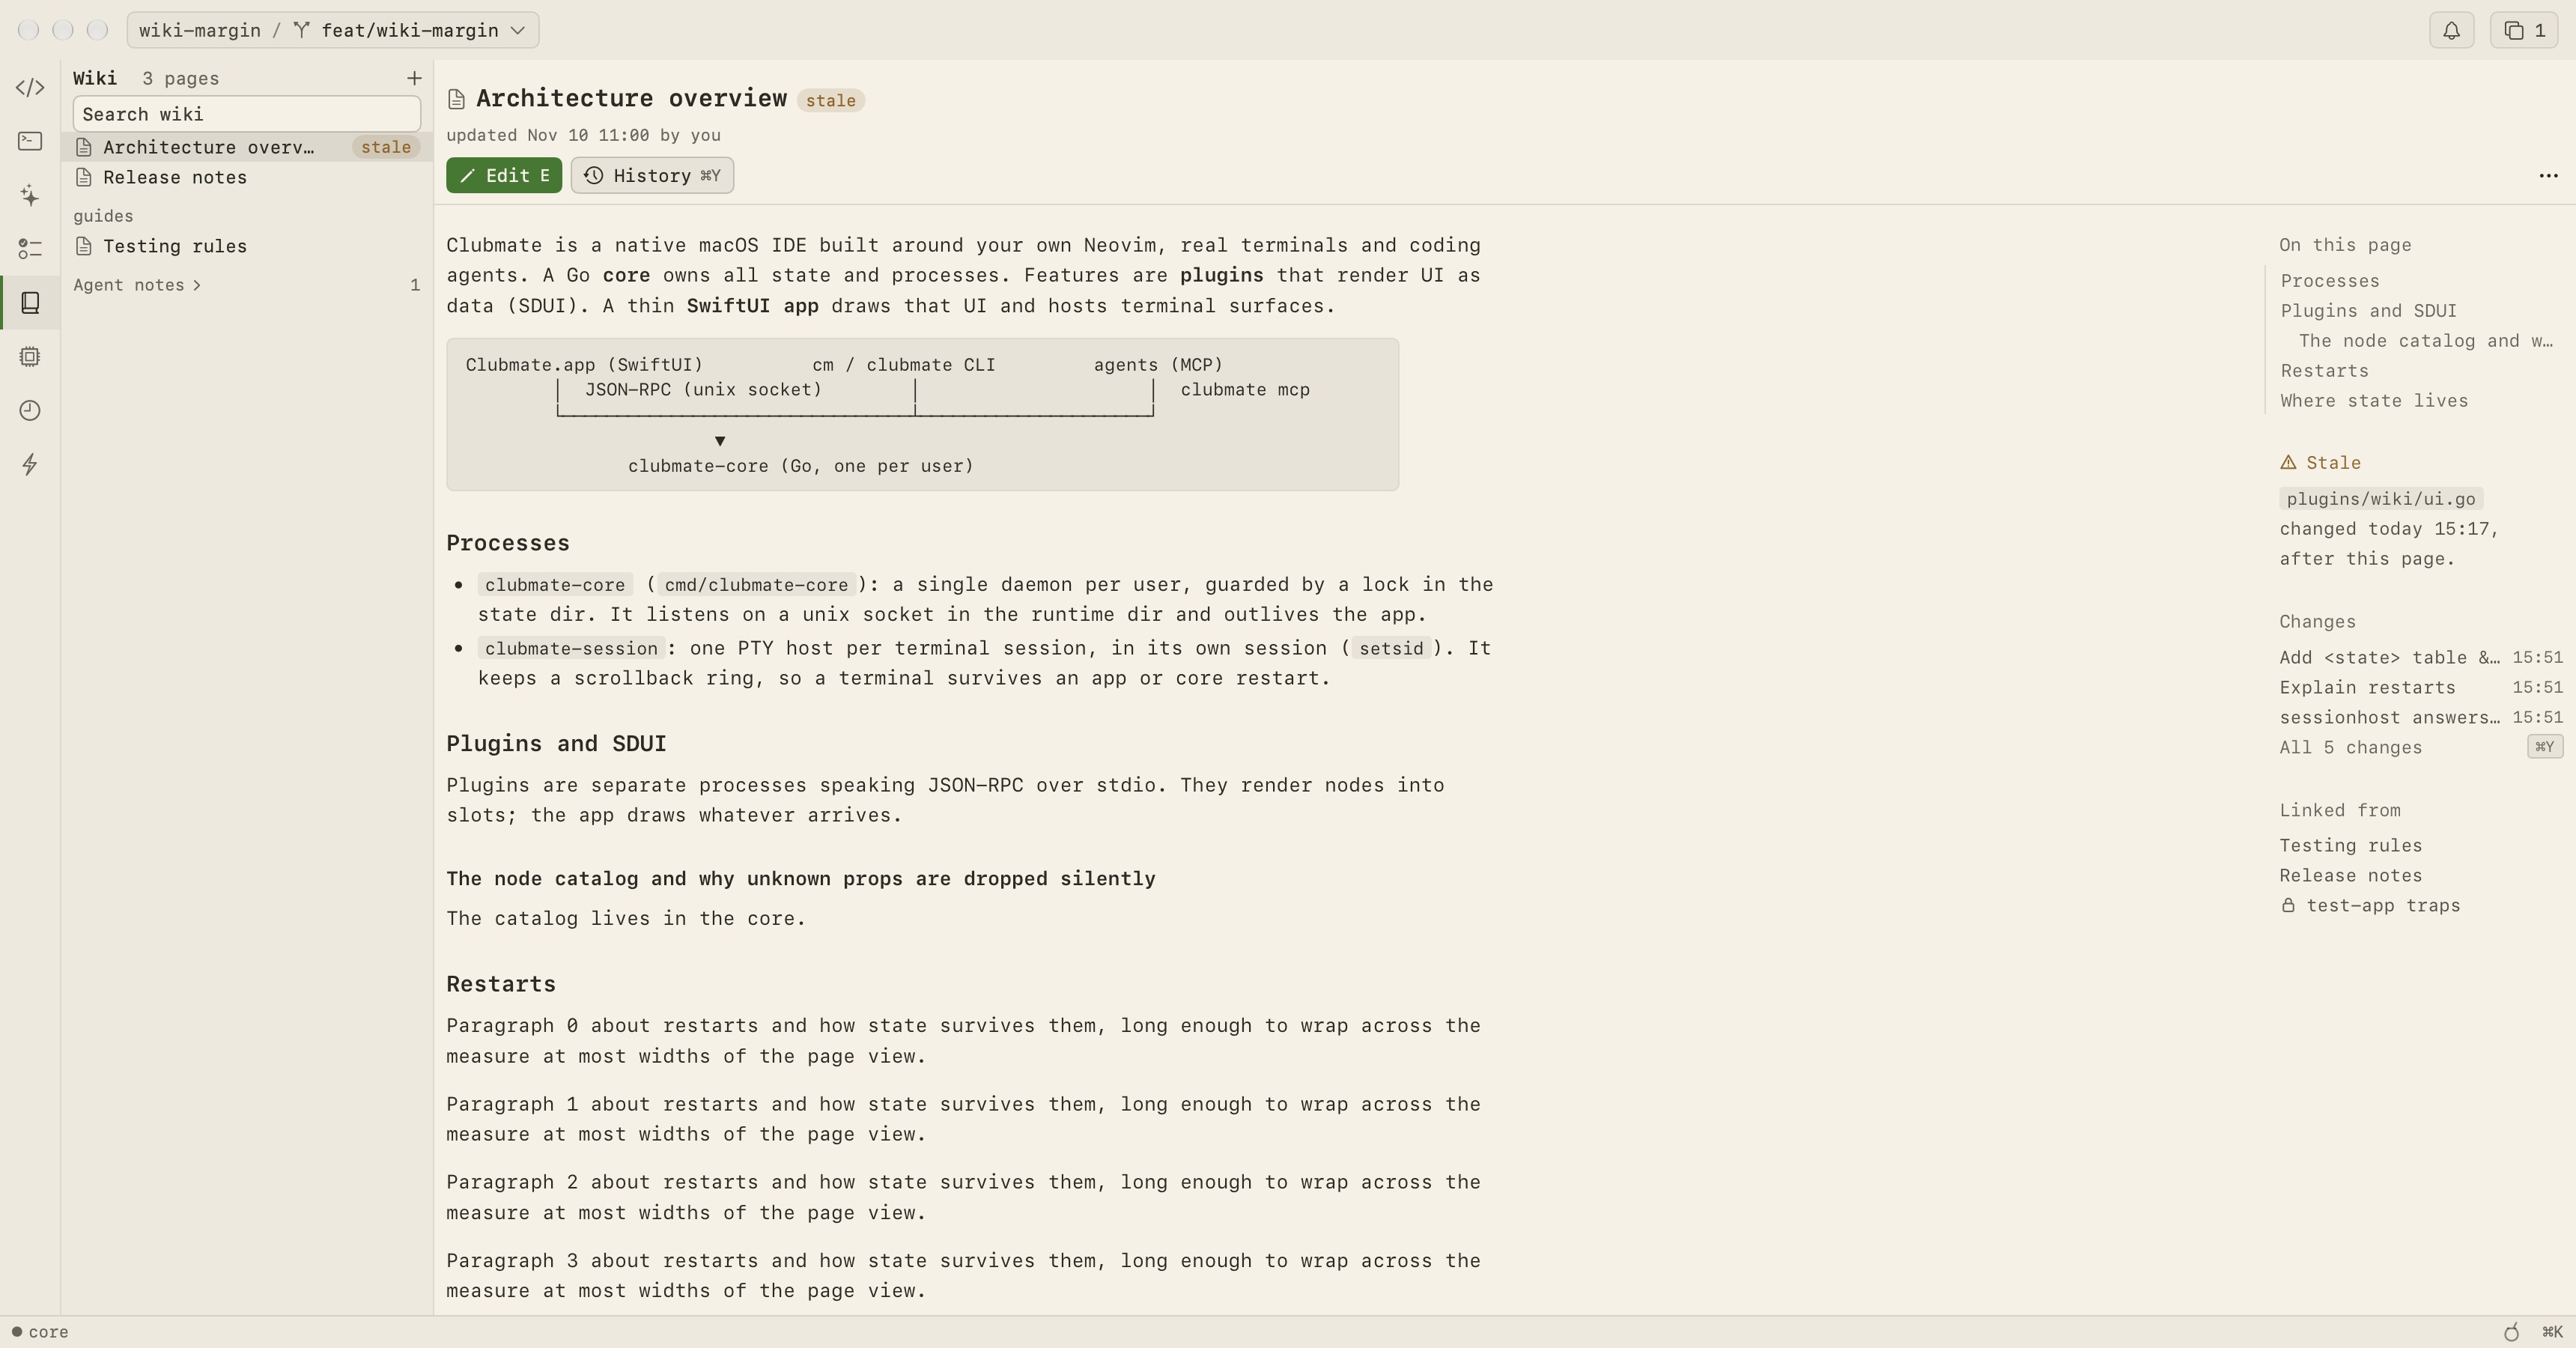 wiki-margin / feat/wiki-margin
1
Wiki 3 pages +
Search wiki
Architecture overv… stale
Release notes
guides
Testing rules
Agent notes > 1
Architecture overview stale
updated Nov 10 11:00 by you
Edit E History ⌘Y
Clubmate is a native macOS IDE built around your own Neovim, real terminals and coding
agents. A Go core owns all state and processes. Features are plugins that render UI as
data (SDUI). A thin SwiftUI app draws that UI and hosts terminal surfaces.
Clubmate.app (SwiftUI) cm / clubmate CLI agents (MCP)
JSON-RPC (unix socket) clubmate mcp
clubmate-core (Go, one per user)
Processes
• clubmate-core (cmd/clubmate-core): a single daemon per user, guarded by a lock in the
state dir. It listens on a unix socket in the runtime dir and outlives the app.
• clubmate-session: one PTY host per terminal session, in its own session (setsid). It
keeps a scrollback ring, so a terminal survives an app or core restart.
Plugins and SDUI
Plugins are separate processes speaking JSON-RPC over stdio. They render nodes into
slots; the app draws whatever arrives.
The node catalog and why unknown props are dropped silently
The catalog lives in the core.
Restarts
Paragraph 0 about restarts and how state survives them, long enough to wrap across the
measure at most widths of the page view.
Paragraph 1 about restarts and how state survives them, long enough to wrap across the
measure at most widths of the page view.
Paragraph 2 about restarts and how state survives them, long enough to wrap across the
measure at most widths of the page view.
Paragraph 3 about restarts and how state survives them, long enough to wrap across the
measure at most widths of the page view.
On this page
Processes
Plugins and SDUI
The node catalog and w…
Restarts
Where state lives
Stale
plugins/wiki/ui.go
changed today 15:17,
after this page.
Changes
Add <state> table &… 15:51
Explain restarts 15:51
sessionhost answers… 15:51
All 5 changes ⌘Y
Linked from
Testing rules
Release notes
test-app traps
core
⌘K